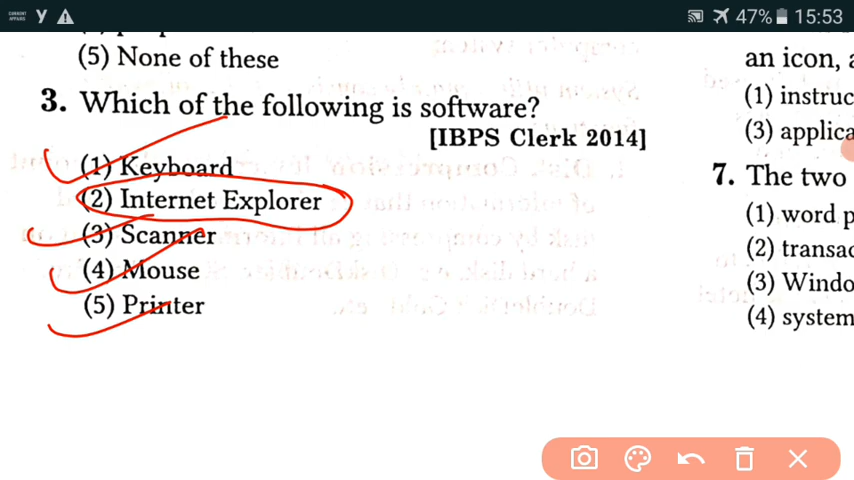 CURRENT AFFAIRS
47% 15:53
(5) None of these
3. Which of the following is software?
[IBPS Clerk 2014]
(1) Keyboard
(2) Internet Explorer
(3) Scanner
(4) Mouse
(5) Printer
an icon, a
(1) instruc
(3) applica
7. The two
(1) word p
(2) transac
(3) Windo
(4) system